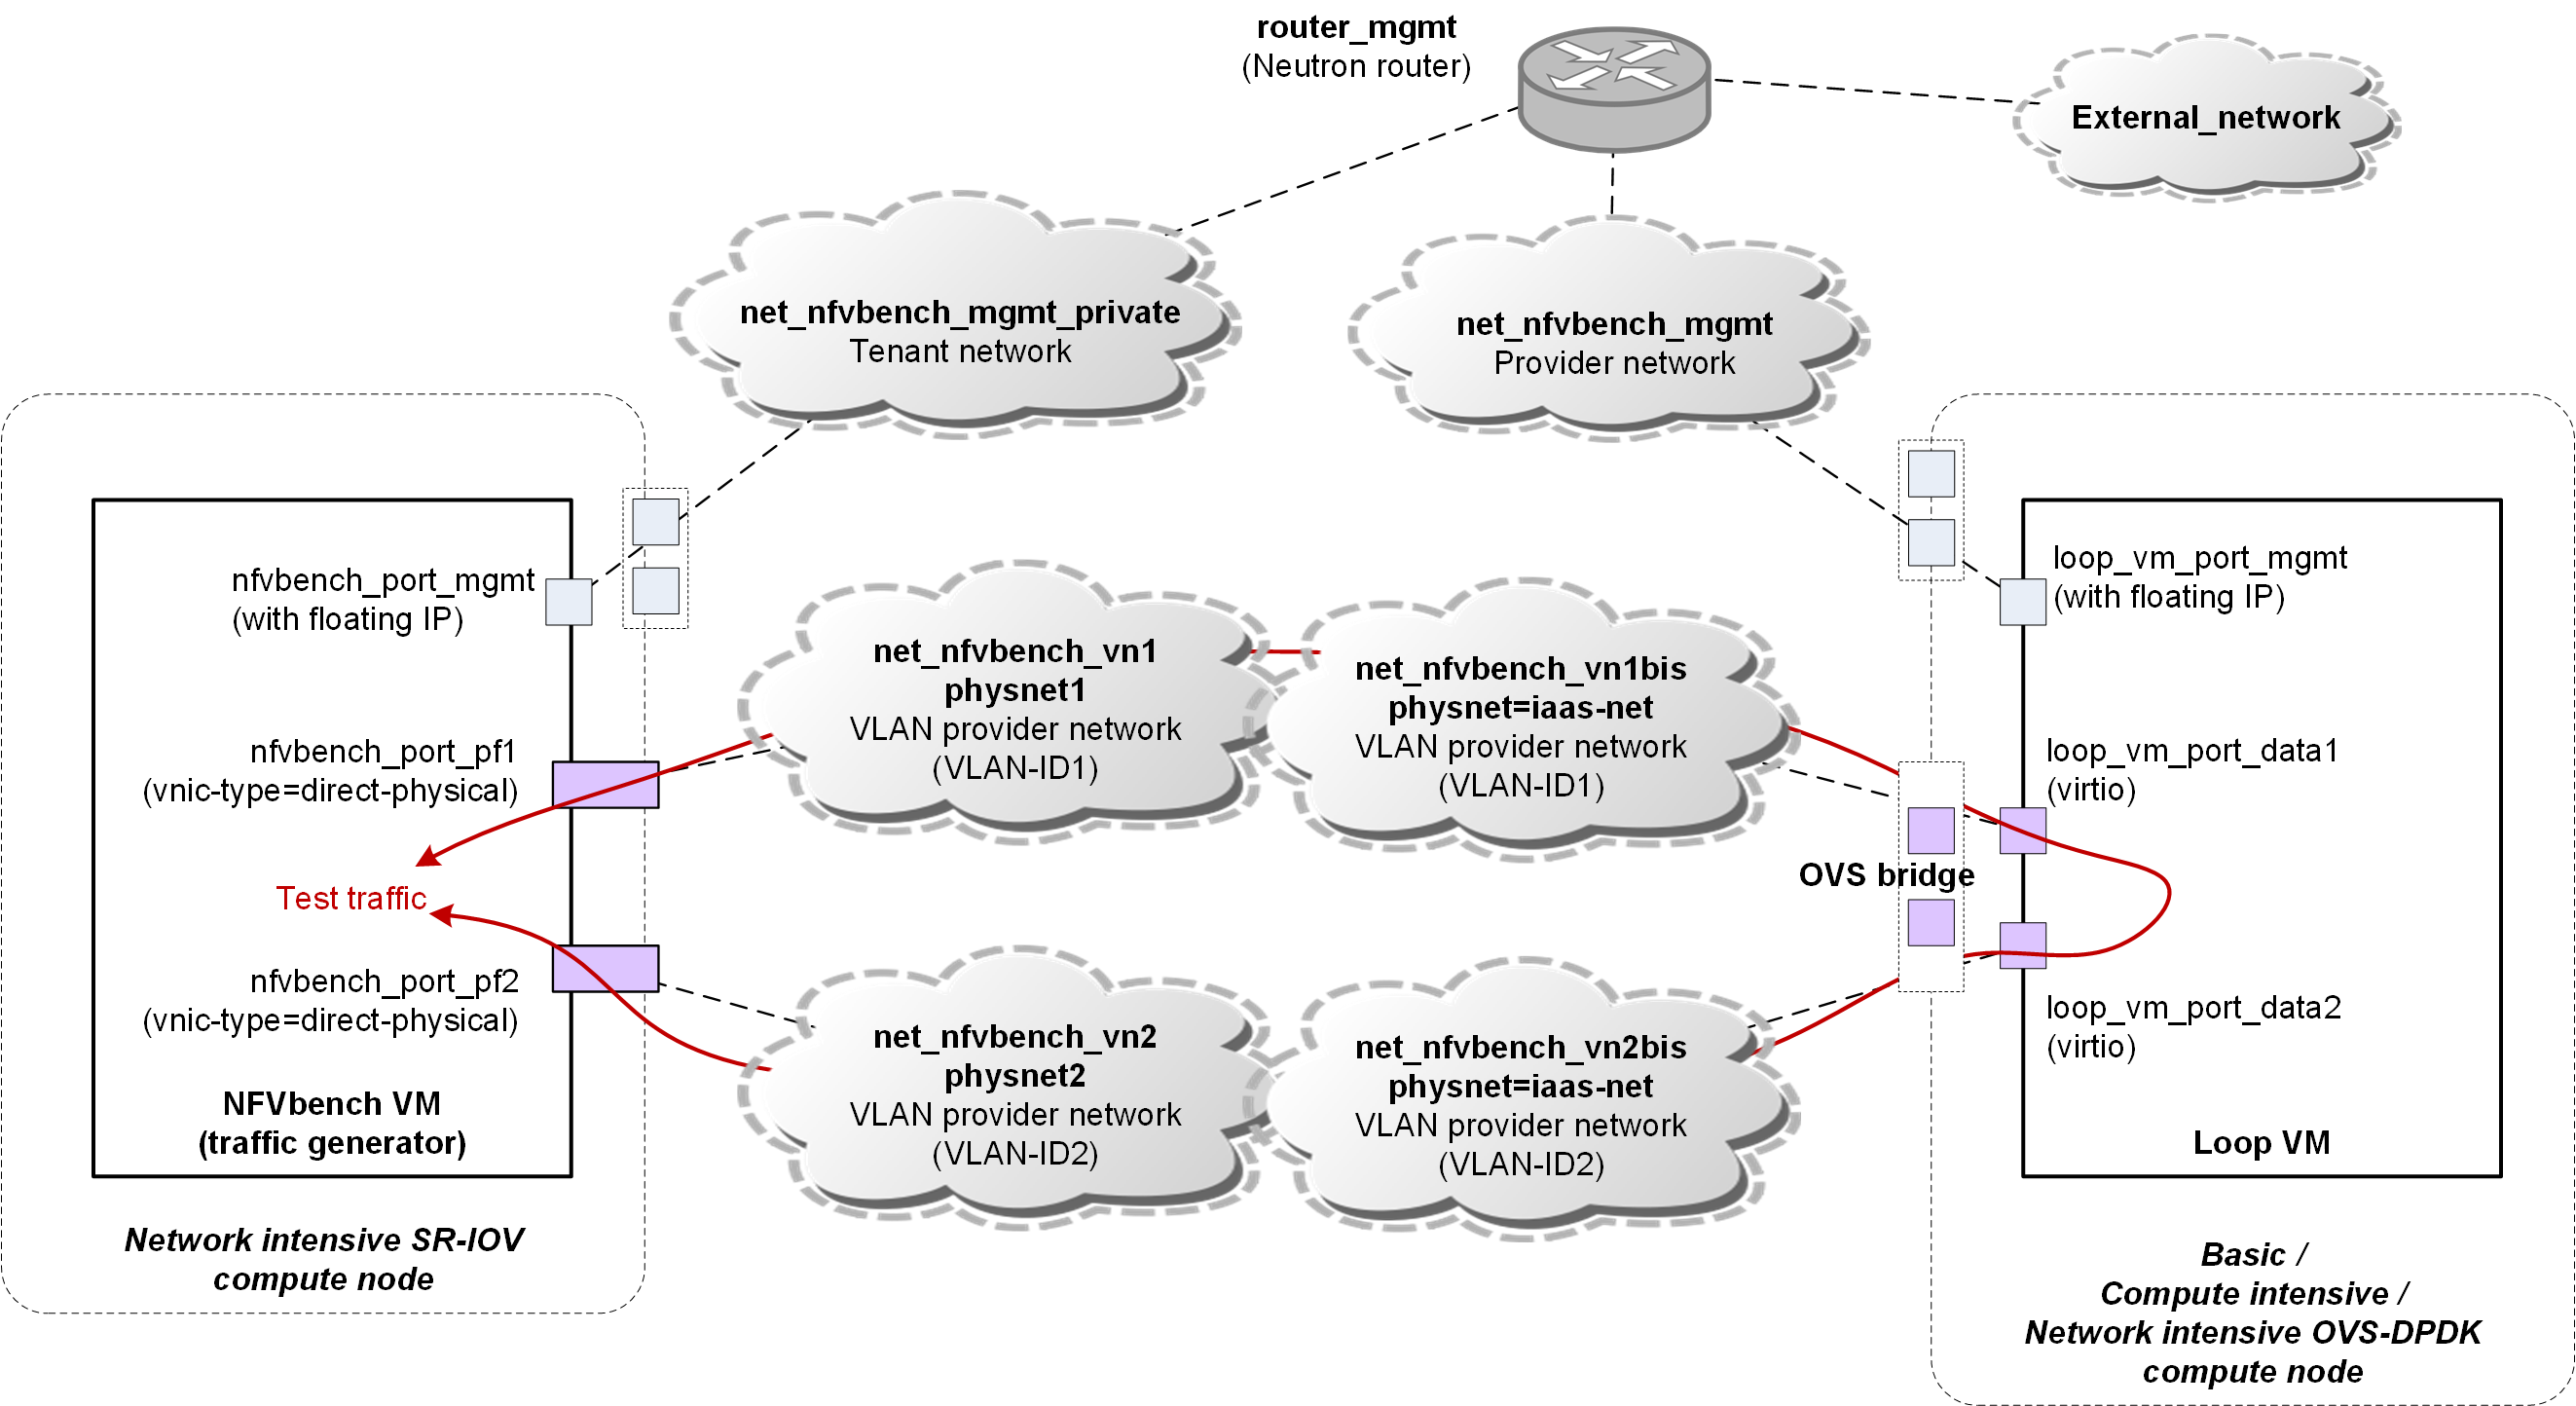 router_mgmt
(Neutron router)
External_network
net_nfvbench_mgmt_private
Tenant network
net_nfvbench_mgmt
Provider network
nfvbench_port_mgmt
(with floating IP)
nfvbench_port_pf1
(vnic-type=direct-physical)
Test traffic
nfvbench_port_pf2
(vnic-type=direct-physical)
NFVbench VM
(traffic generator)
Network intensive SR-IOV
compute node
net_nfvbench_vn1
physnet1
VLAN provider network
(VLAN-ID1)
net_nfvbench_vn1bis
physnet=iaas-net
VLAN provider network
(VLAN-ID1)
net_nfvbench_vn2
physnet2
VLAN provider network
(VLAN-ID2)
net_nfvbench_vn2bis
physnet=iaas-net
VLAN provider network
(VLAN-ID2)
OVS bridge
loop_vm_port_mgmt
(with floating IP)
loop_vm_port_data1
(virtio)
loop_vm_port_data2
(virtio)
Loop VM
Basic /
Compute intensive /
Network intensive OVS-DPDK
compute node